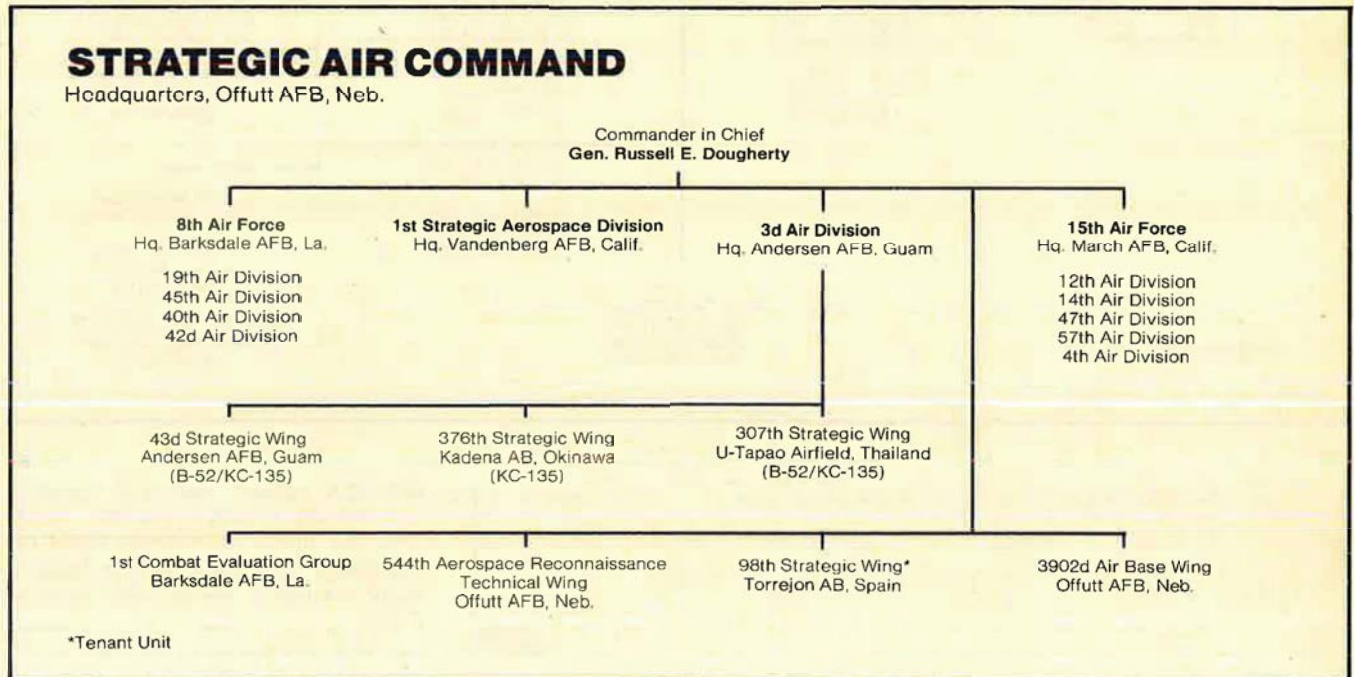 STRATEGIC AIR COMMAND
Headquarters, Offutt AFB, Neb.
Commander in Chief
Gen. Russell E. Dougherty
8th Air Force
Hq. Barksdale AFB, La.
19th Air Division
45th Air Division
40th Air Division
42d Air Division
1st Strategic Aerospace Division
Hq. Vandenberg AFB, Calif.
3d Air Division
Hq. Andersen AFB, Guam
15th Air Force
Hq. March AFB, Calif.
12th Air Division
14th Air Division
47th Air Division
57th Air Division
4th Air Division
43d Strategic Wing
Andersen AFB, Guam
(B-52/KC-135)
376th Strategic Wing
Kadena AB, Okinawa
(KC-135)
307th Strategic Wing
U-Tapao Airfield, Thailand
(B-52/KC-135)
1st Combat Evaluation Group
Barksdale AFB, La.
544th Aerospace Reconnaissance
Technical Wing
Offutt AFB, Neb.
98th Strategic Wing*
Torrejon AB, Spain
3902d Air Base Wing
Offutt AFB, Neb.
*Tenant Unit